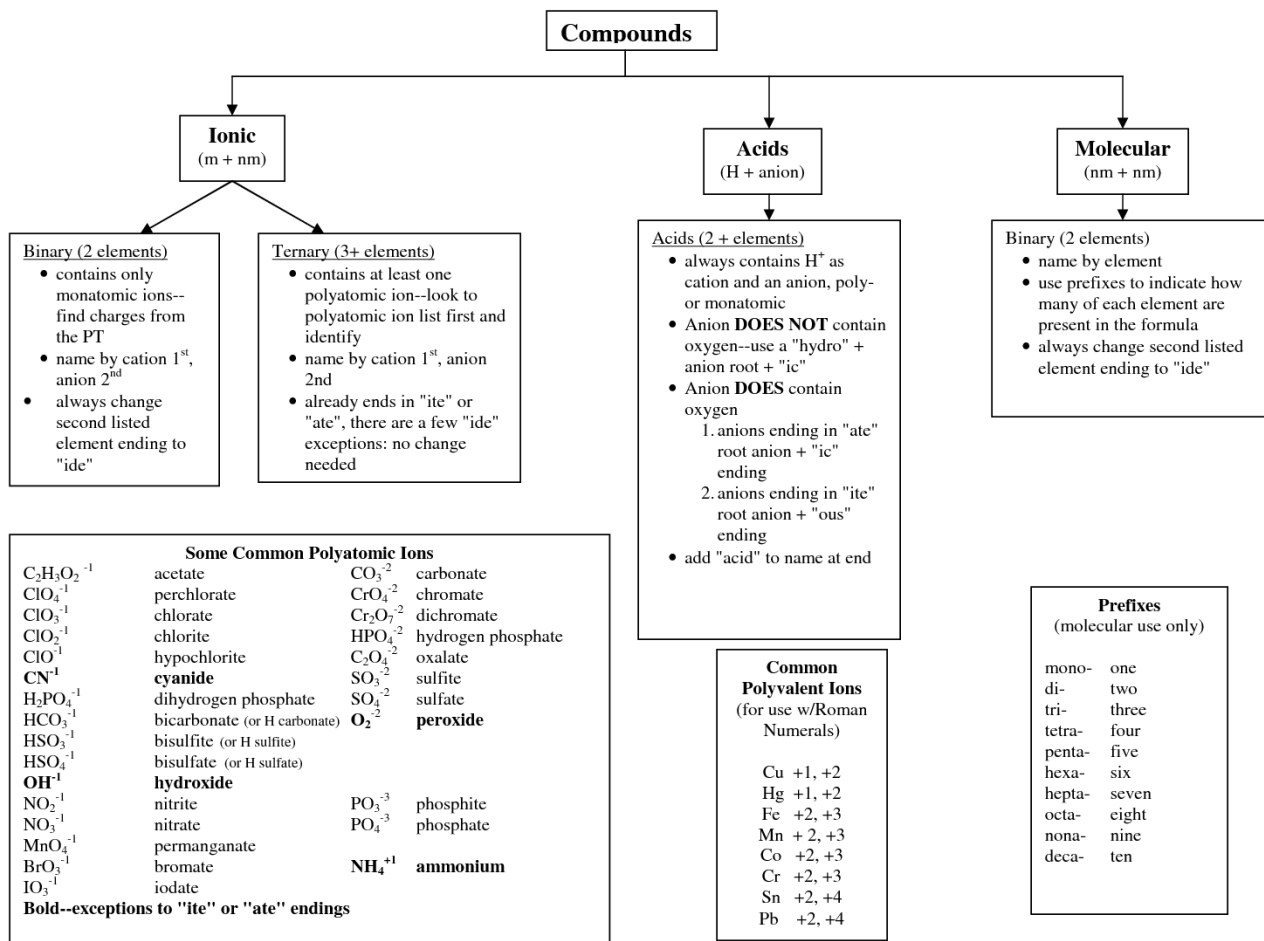 Compounds
Ionic
(m + nm)
Acids
(H + anion)
Molecular
(nm + nm)
Binary (2 elements)
• contains only
monatomic ions--
find charges from
the PT
• name by cation 1st,
anion 2nd
• always change
second listed
element ending to
"ide"
Ternary (3+ elements)
• contains at least one
polyatomic ion--look to
polyatomic ion list first and
identify
• name by cation 1st, anion
2nd
• already ends in "ite" or
"ate", there are a few "ide"
exceptions: no change
needed
Acids (2 + elements)
• always contains H⁺ as
cation and an anion, poly-
or monatomic
• Anion DOES NOT contain
oxygen--use a "hydro" +
anion root + "ic"
• Anion DOES contain
oxygen
1. anions ending in "ate"
root anion + "ic"
ending
2. anions ending in "ite"
root anion + "ous"
ending
• add "acid" to name at end
Binary (2 elements)
• name by element
• use prefixes to indicate how
many of each element are
present in the formula
• always change second listed
element ending to "ide"
Some Common Polyatomic Ions
C₂H₃O₂⁻¹ acetate CO₃⁻² carbonate
ClO₄⁻¹ perchlorate CrO₄⁻² chromate
ClO₃⁻¹ chlorate Cr₂O₇⁻² dichromate
ClO₂⁻¹ chlorite HPO₄⁻² hydrogen phosphate
ClO⁻¹ hypochlorite C₂O₄⁻² oxalate
CN⁻¹ cyanide SO₃⁻² sulfite
H₂PO₄⁻¹ dihydrogen phosphate SO₄⁻² sulfate
HCO₃⁻¹ bicarbonate (or H carbonate) O₂⁻² peroxide
HSO₃⁻¹ bisulfite (or H sulfite)
HSO₄⁻¹ bisulfate (or H sulfate)
OH⁻¹ hydroxide
NO₂⁻¹ nitrite PO₃⁻³ phosphite
NO₃⁻¹ nitrate PO₄⁻³ phosphate
MnO₄⁻¹ permanganate
BrO₃⁻¹ bromate NH₄⁺¹ ammonium
IO₃⁻¹ iodate
Bold--exceptions to "ite" or "ate" endings
Common
Polyvalent Ions
(for use w/Roman
Numerals)
Cu +1, +2
Hg +1, +2
Fe +2, +3
Mn + 2, +3
Co +2, +3
Cr +2, +3
Sn +2, +4
Pb +2, +4
Prefixes
(molecular use only)
mono- one
di- two
tri- three
tetra- four
penta- five
hexa- six
hepta- seven
octa- eight
nona- nine
deca- ten